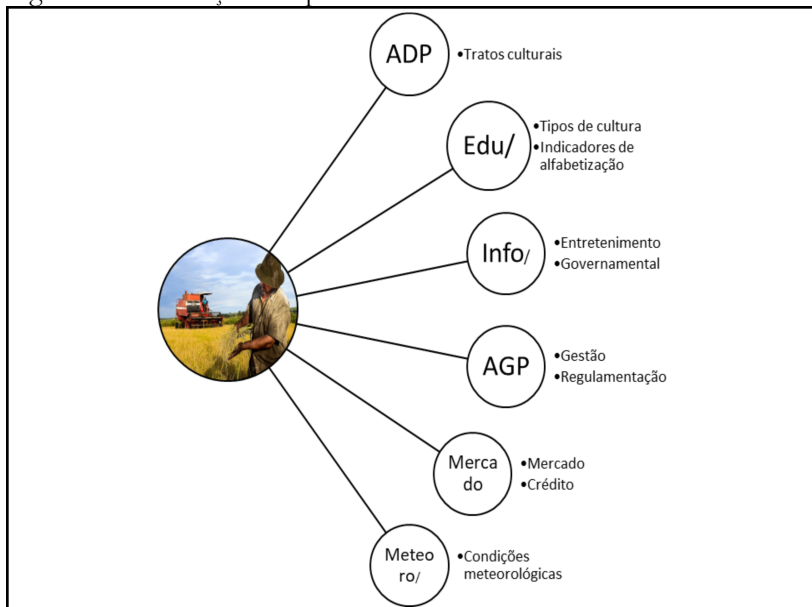 ADP
•Tratos culturais
Edu/
•Tipos de cultura
•Indicadores de
alfabetização
Info/
•Entretenimento
•Governamental
AGP
•Gestão
•Regulamentação
Merca
do
•Mercado
•Crédito
Meteo
ro/
•Condições
meteorológicas